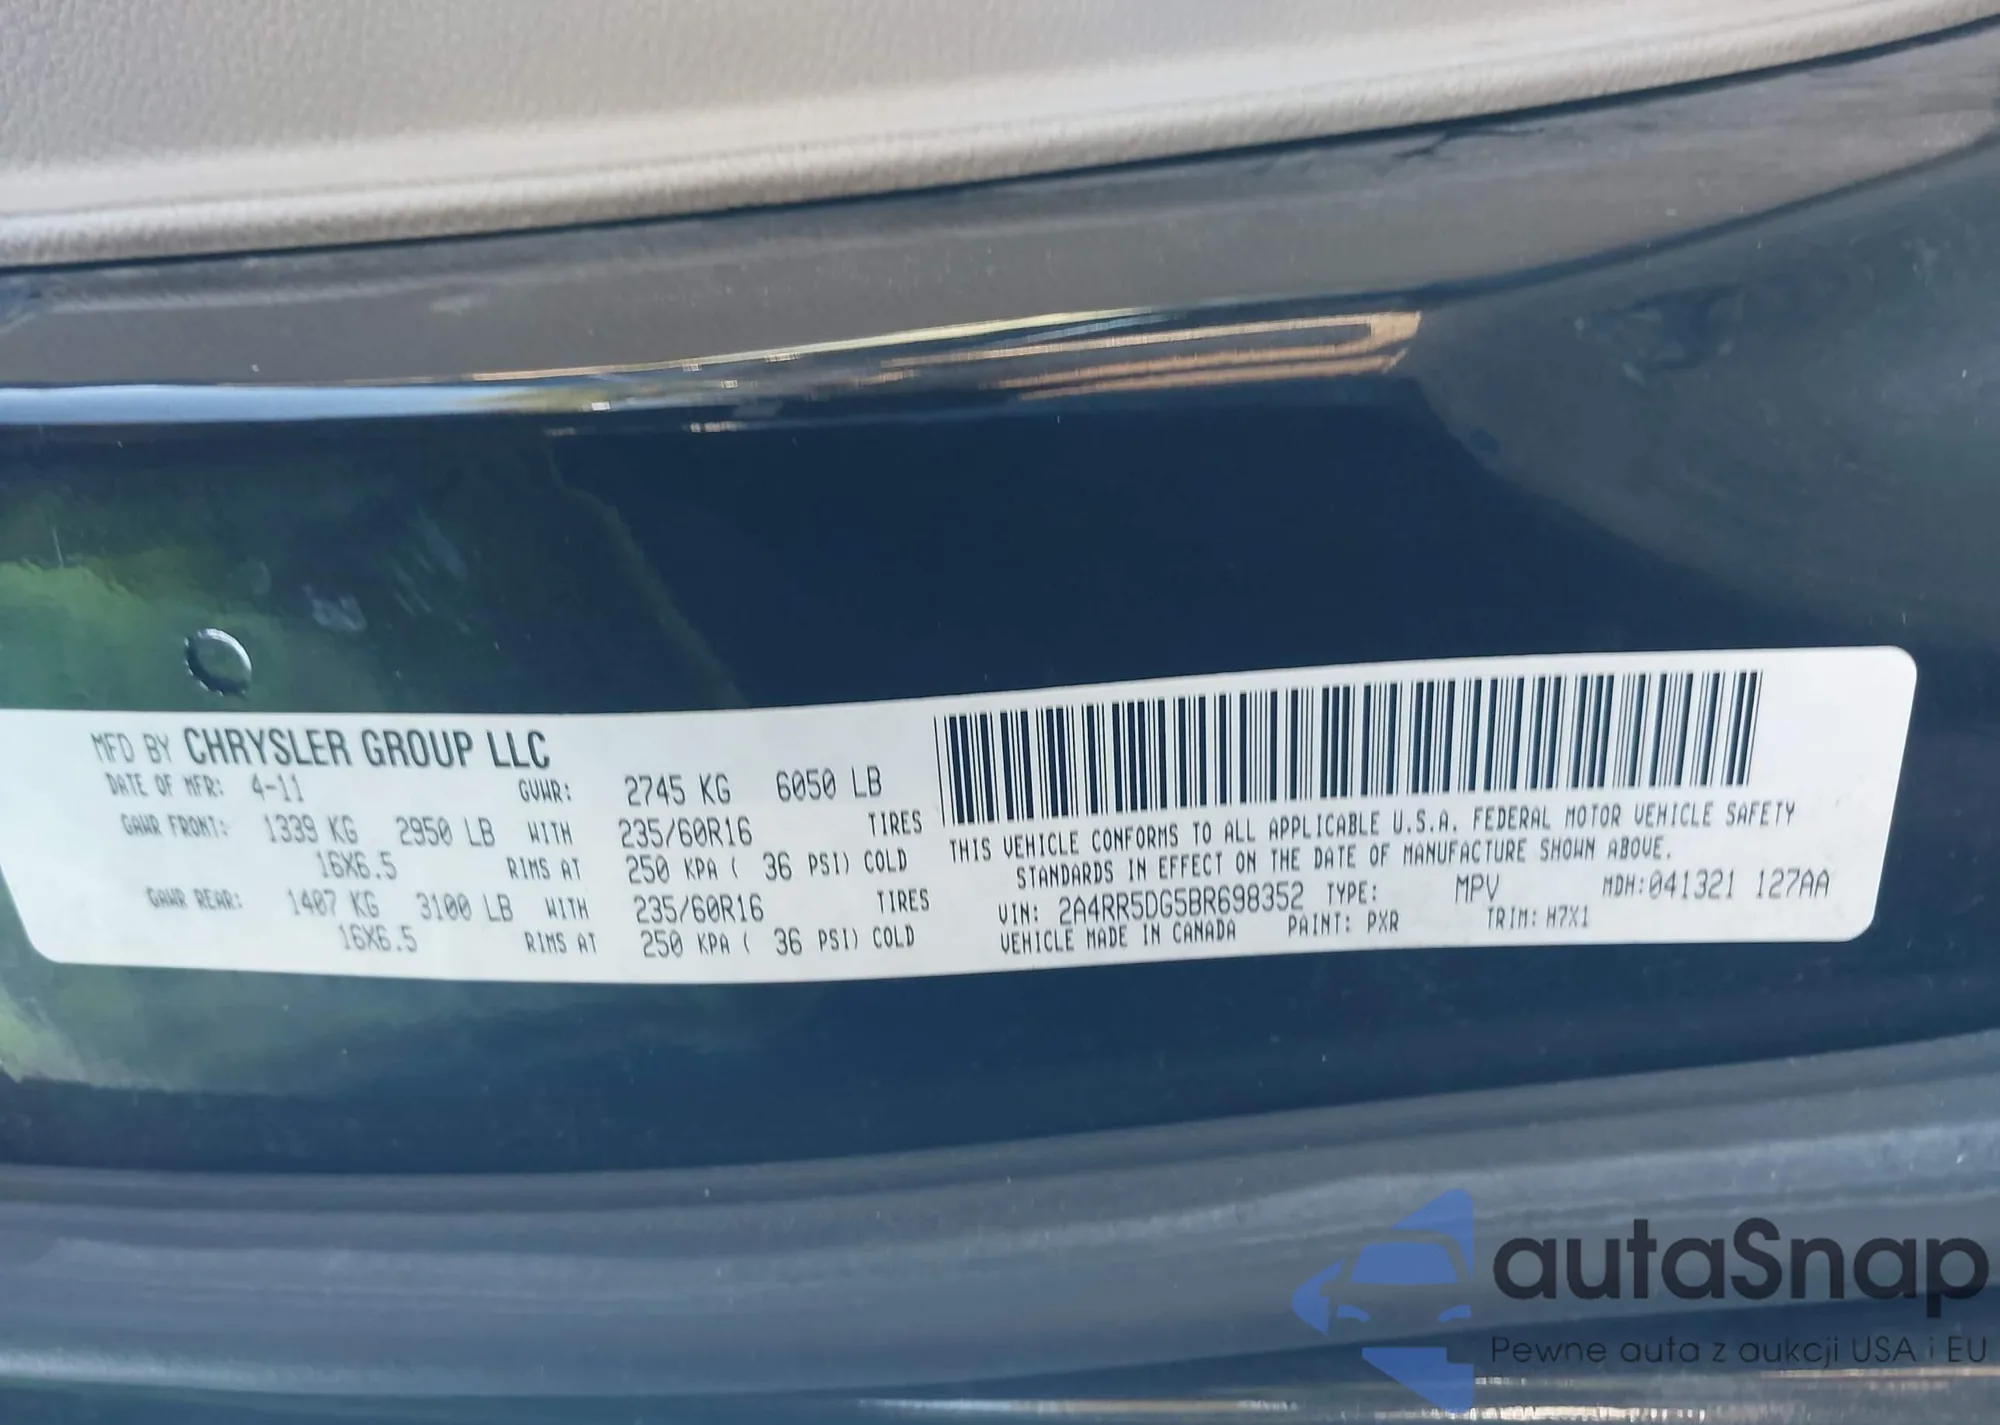 MFD BY CHRYSLER GROUP LLC
DATE OF MFR: 4-11 GVWR: 2745 KG 6050 LB
GAWR FRONT: 1339 KG 2950 LB WITH 235/60R16 TIRES
16X6.5 RIMS AT 250 KPA ( 36 PSI) COLD
GAWR REAR: 1407 KG 3100 LB WITH 235/60R16 TIRES
16X6.5 RIMS AT 250 KPA ( 36 PSI) COLD
THIS VEHICLE CONFORMS TO ALL APPLICABLE U.S.A. FEDERAL MOTOR VEHICLE SAFETY
STANDARDS IN EFFECT ON THE DATE OF MANUFACTURE SHOWN ABOVE.
VIN: 2A4RR5DG5BR698352 TYPE: MPV MDH:041321 127AA
VEHICLE MADE IN CANADA PAINT: PXR TRIM: H7X1
autaSnap
Pewne auta z aukcji USA i EU